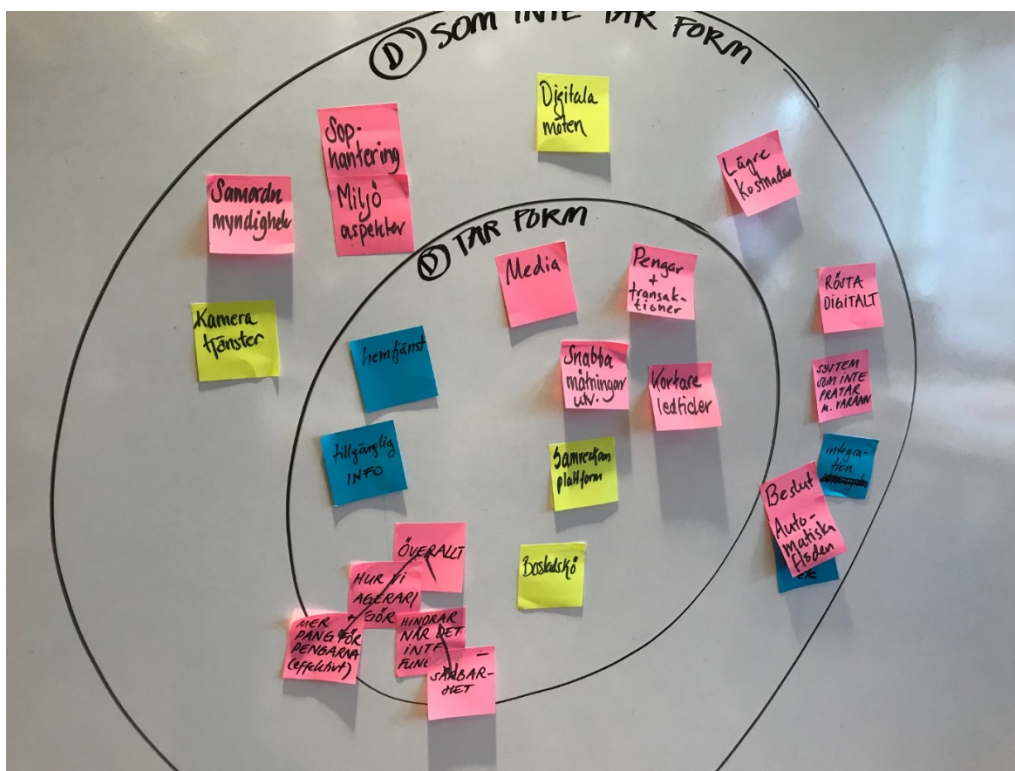 D SOM INTE TAR FORM
Digitala
möten
Sop-
hantering
Miljö
aspekter
Samordn
myndighet
Kamera
tjänster
Lägre
kostnader
RÖSTA
DIGITALT
SYSTEM
SOM INTE
PRATAR
M. VARANN
integra-
tion
Beslut
Auto-
matiska
flöden
D TAR FORM
Media
Pengar
+
transak-
tioner
hemtjänst
Snabba
mätningar
utv.
Kortare
ledtider
tillgänglig
INFO
plattform
Bostadskö
ÖVERALLT
HUR VI
AGERAR/
GÖR
MER +
PANG FÖR
PENGARNA
(effektivt)
HINDRAR
NÄR DET
INTE
FUNC
SÅRBAR-
HET